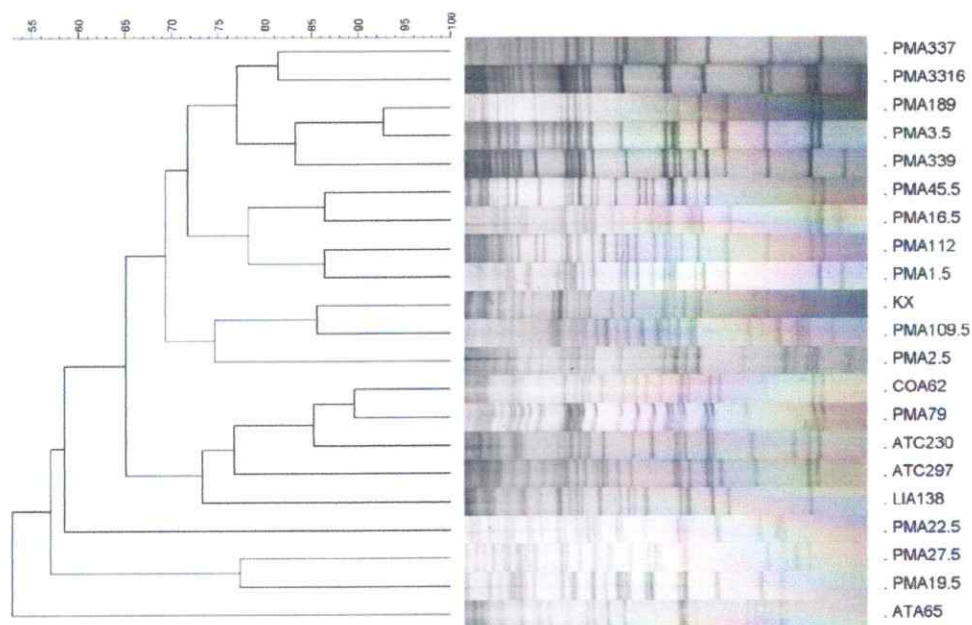 55 60 65 70 75 80 85 90 95 100
. PMA337
. PMA3316
. PMA189
. PMA3.5
. PMA339
. PMA45.5
. PMA16.5
. PMA112
. PMA1.5
. KX
. PMA109.5
. PMA2.5
. COA62
. PMA79
. ATC230
. ATC297
. LIA138
. PMA22.5
. PMA27.5
. PMA19.5
. ATA65